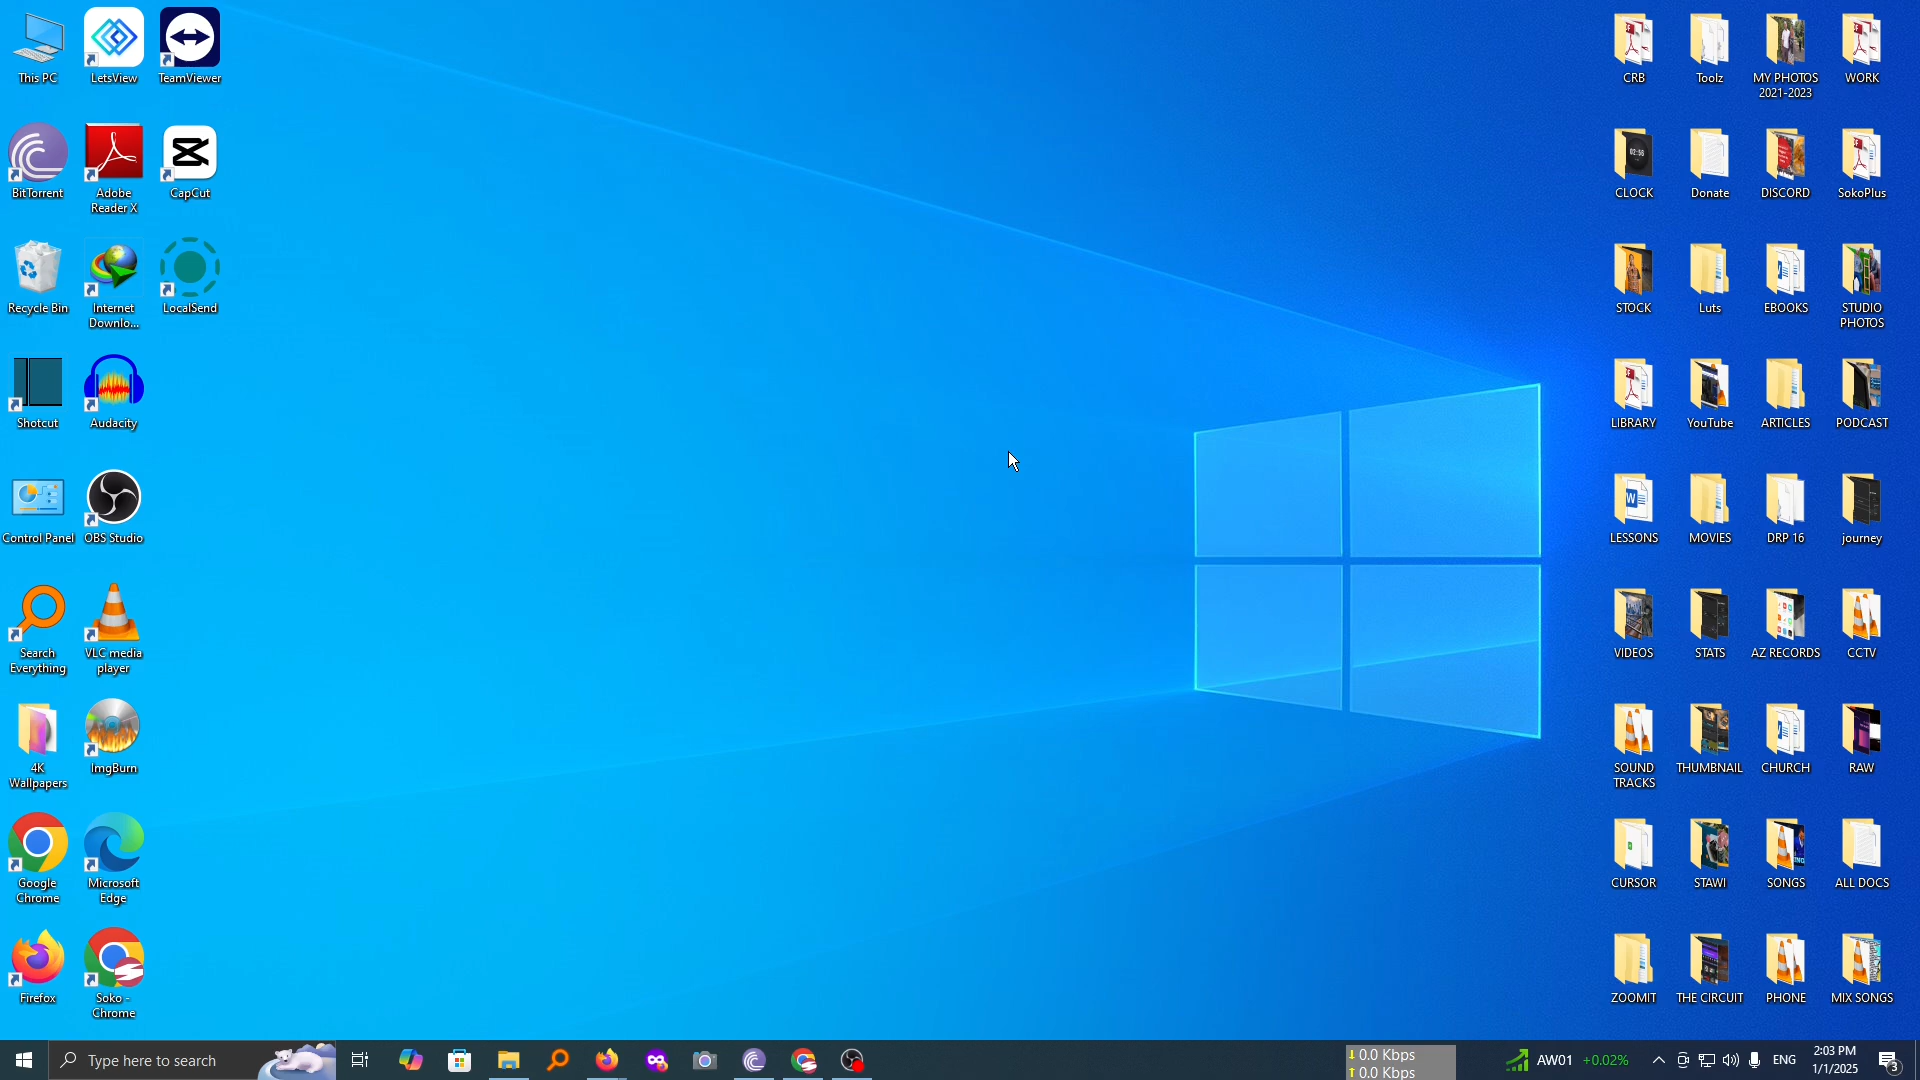 This PC
LetsView
TeamViewer
BitTorrent
Adobe
Reader X
CapCut
Recycle Bin
Internet
Downlo...
LocalSend
Shotcut
Audacity
Control Panel
OBS Studio
Search
Everything
VLC media
player
4K
Wallpapers
ImgBurn
Google
Chrome
Microsoft
Edge
Firefox
Soko -
Chrome
CRB
Toolz
MY PHOTOS
2021-2023
WORK
CLOCK
Donate
DISCORD
SokoPlus
STOCK
Luts
EBOOKS
STUDIO
PHOTOS
LIBRARY
YouTube
ARTICLES
PODCAST
LESSONS
MOVIES
DRP 16
journey
VIDEOS
STATS
AZ RECORDS
CCTV
SOUND
TRACKS
THUMBNAIL
CHURCH
RAW
CURSOR
STAWI
SONGS
ALL DOCS
ZOOMIT
THE CIRCUIT
PHONE
MIX SONGS
Type here to search
0.0 Kbps
0.0 Kbps
AW01 +0.02%
ENG
2:03 PM
1/1/2025
3